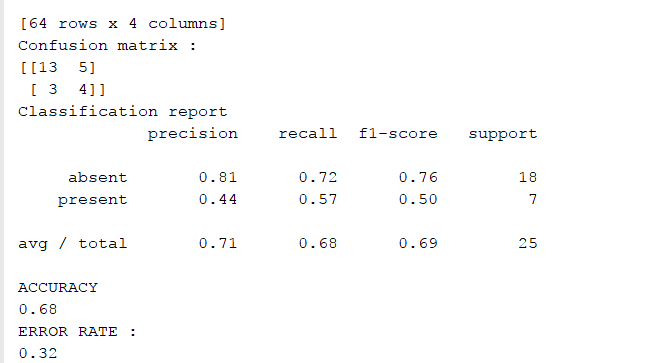 [64 rows x 4 columns]
Confusion matrix :
[[13  5]
 [ 3  4]]
Classification report
             precision    recall  f1-score   support

     absent       0.81      0.72      0.76        18
    present       0.44      0.57      0.50         7

avg / total       0.71      0.68      0.69        25

ACCURACY
0.68
ERROR RATE :
0.32